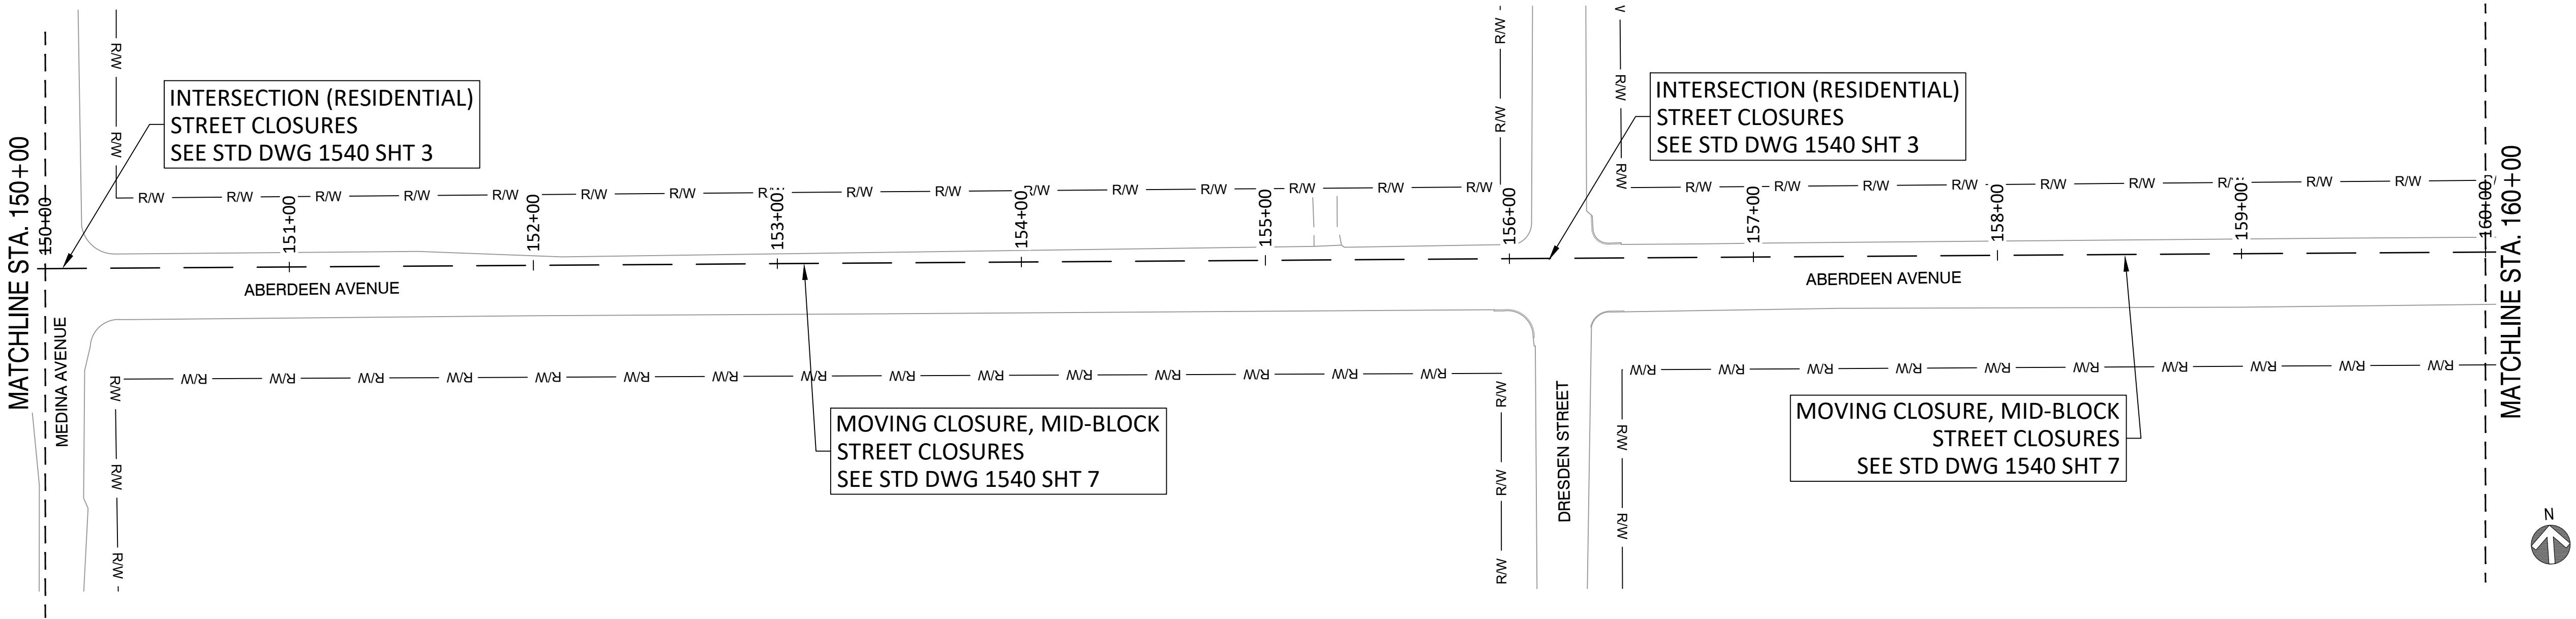 MATCHLINE STA. 150+00
150+00
MEDINA AVENUE
INTERSECTION (RESIDENTIAL)
STREET CLOSURES
SEE STD DWG 1540 SHT 3
R/W
R/W
R/W R/W R/W R/W R/W R/W R/W R/W R/W R/W R/W R/W R/W R/W R/W R/W
R/W
R/W
151+00
152+00
153+00
154+00
155+00
156+00
ABERDEEN AVENUE
R/W R/W R/W R/W R/W R/W R/W R/W R/W R/W R/W R/W R/W R/W R/W
R/W
R/W
R/W
MOVING CLOSURE, MID-BLOCK
STREET CLOSURES
SEE STD DWG 1540 SHT 7
R/W
R/W
R/W
DRESDEN STREET
INTERSECTION (RESIDENTIAL)
STREET CLOSURES
SEE STD DWG 1540 SHT 3
R/W
R/W
R/W R/W R/W R/W R/W R/W R/W R/W R/W
157+00
158+00
159+00
160+00
ABERDEEN AVENUE
R/W R/W R/W R/W R/W R/W R/W R/W R/W R/W
R/W
R/W
MOVING CLOSURE, MID-BLOCK
STREET CLOSURES
SEE STD DWG 1540 SHT 7
MATCHLINE STA. 160+00
N